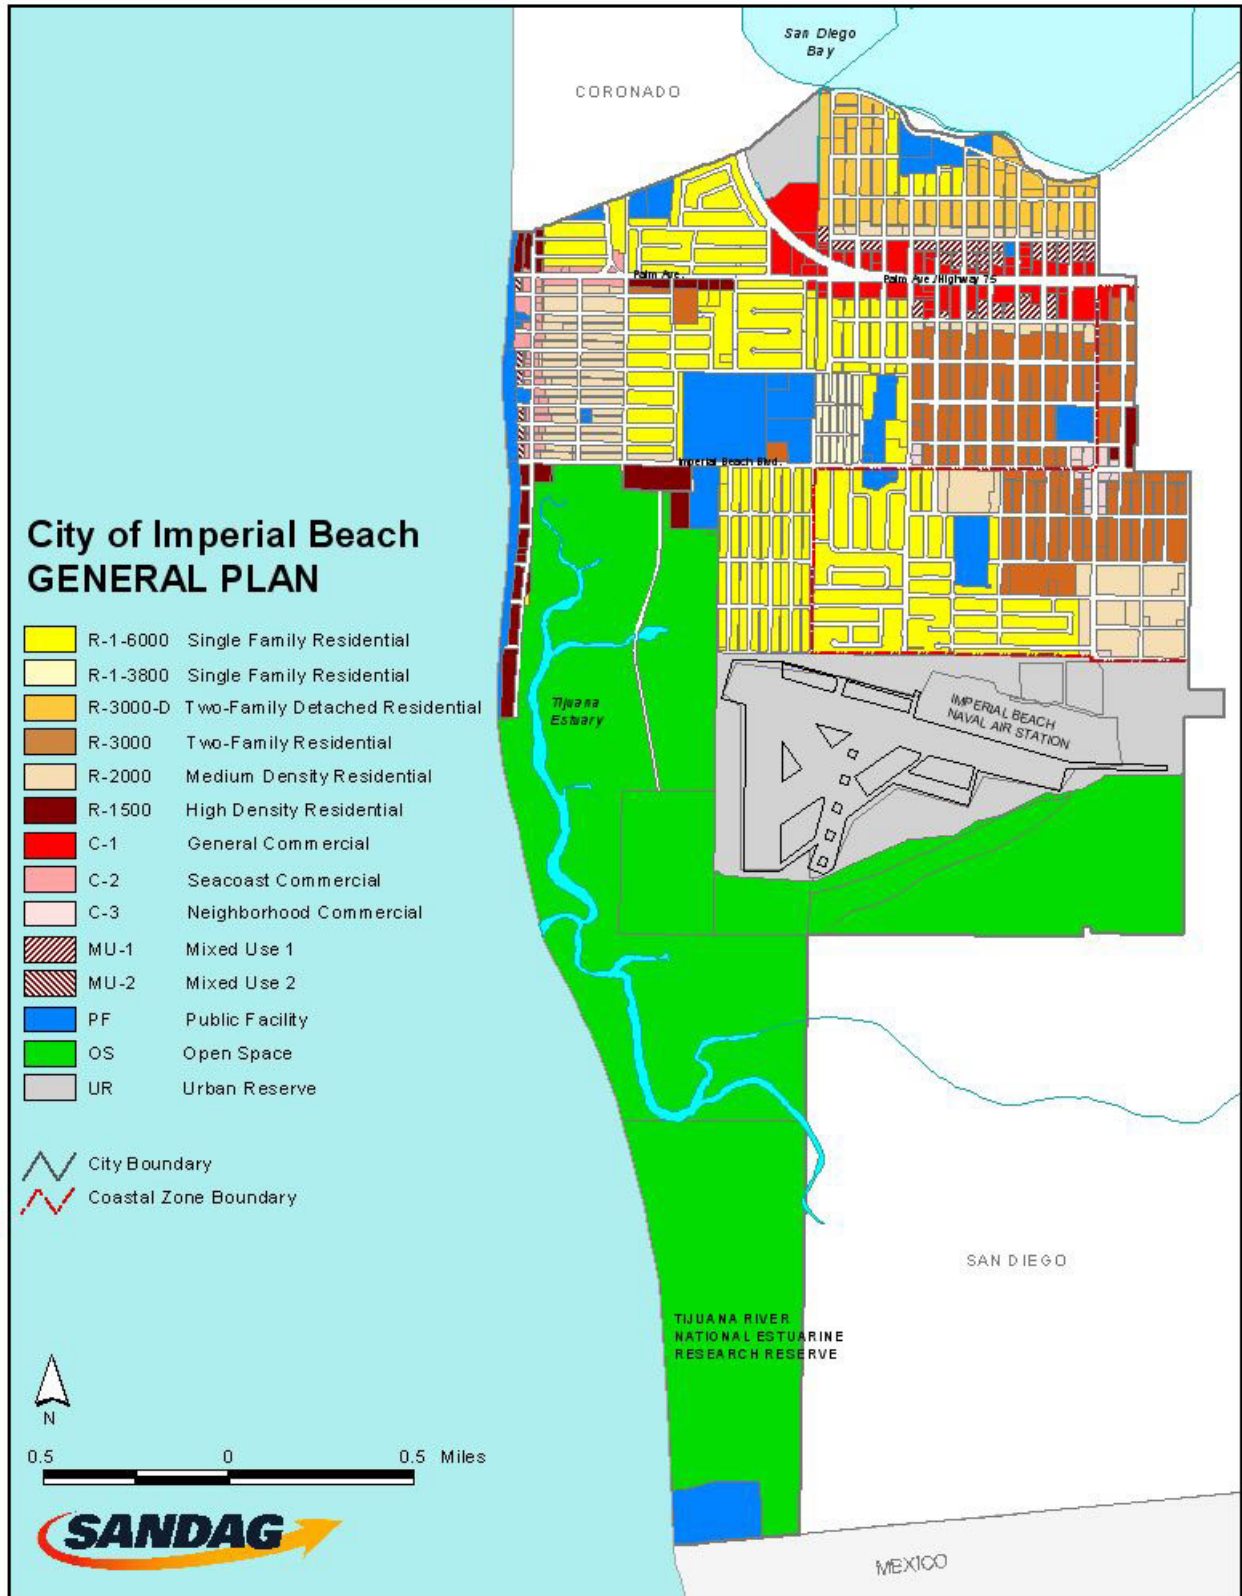 San Diego
Bay
CORONADO
Palm Ave.
Palm Ave./Highway 75
Imperial Beach Blvd.
City of Imperial Beach
GENERAL PLAN
R-1-6000 Single Family Residential
R-1-3800 Single Family Residential
R-3000-D Two-Family Detached Residential
R-3000 Two-Family Residential
R-2000 Medium Density Residential
R-1500 High Density Residential
C-1 General Commercial
C-2 Seacoast Commercial
C-3 Neighborhood Commercial
MU-1 Mixed Use 1
MU-2 Mixed Use 2
PF Public Facility
OS Open Space
UR Urban Reserve
City Boundary
Coastal Zone Boundary
Tijuana
Estuary
IMPERIAL BEACH
NAVAL AIR STATION
SAN DIEGO
TIJUANA RIVER
NATIONAL ESTUARINE
RESEARCH RESERVE
N
0.5 0 0.5 Miles
SANDAG
MEXICO